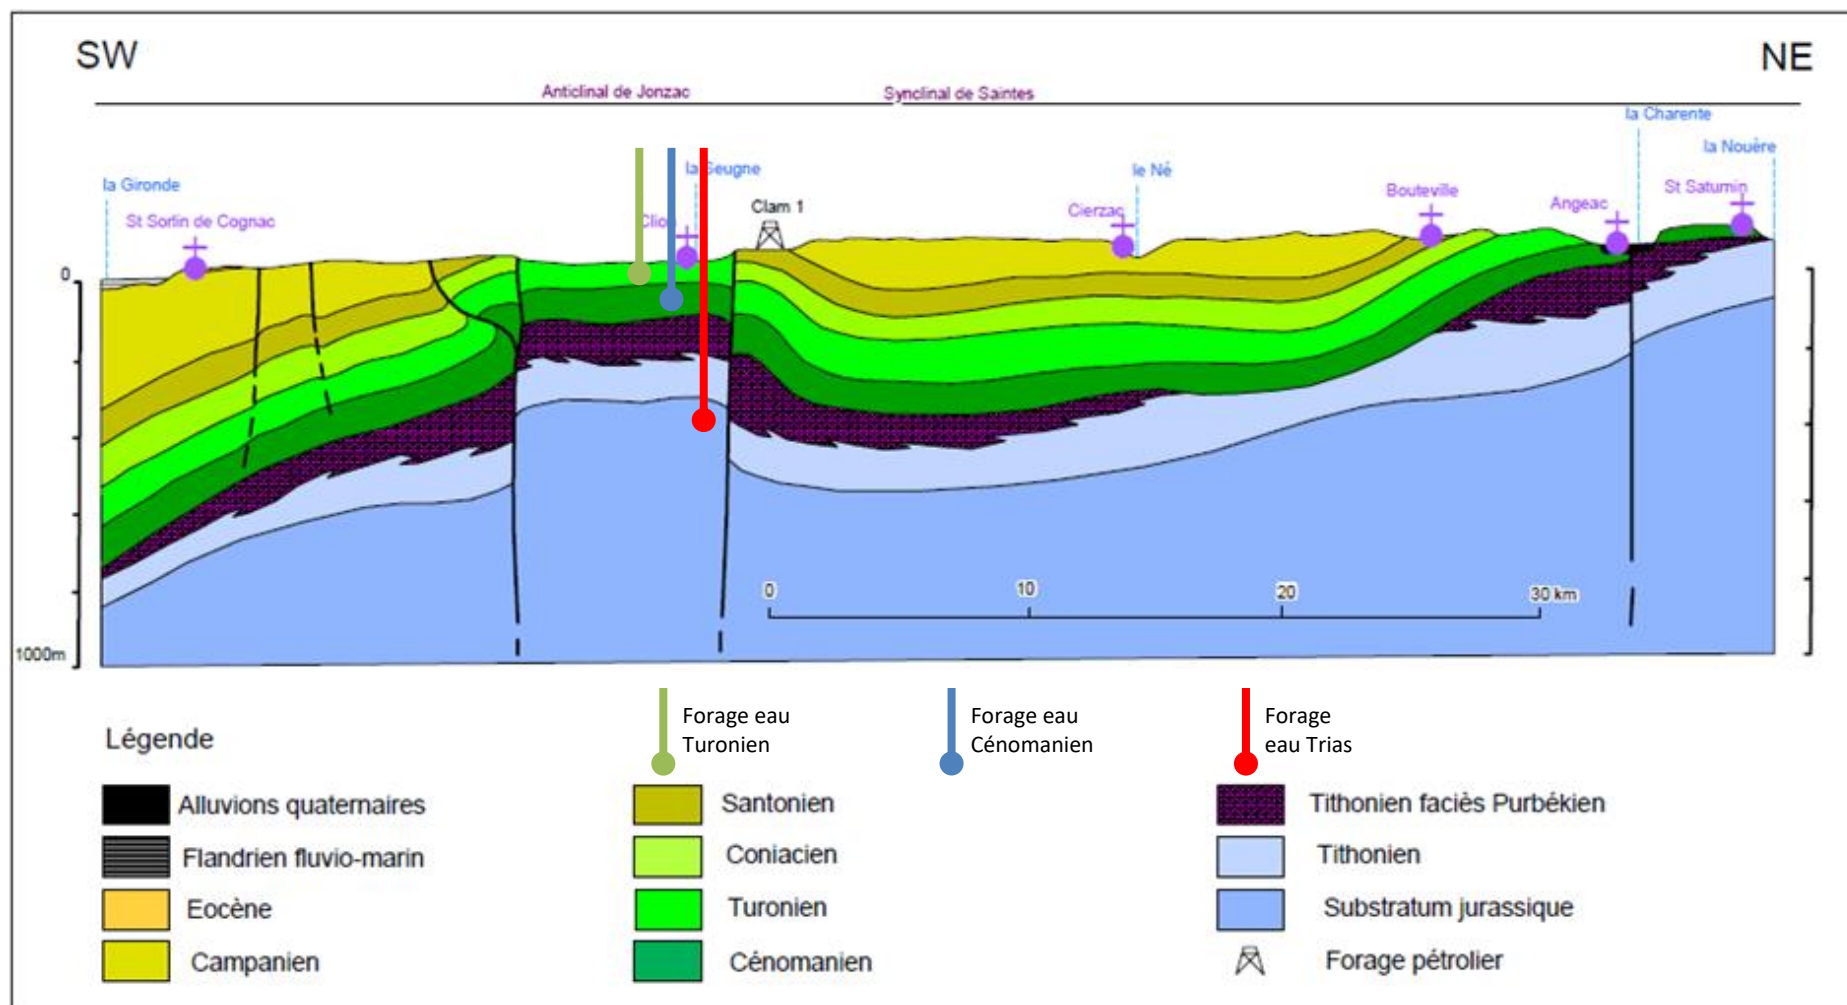 SW
NE
Anticlinal de Jonzac
Synclinal de Saintes
la Charente
la Nouère
la Seugne
le Né
la Gironde
Bouteville
St Saturnin
St Sorlin de Cognac
Clion
Clam 1
Cierzac
Angeac
0
1000m
0
10
20
30 km
Forage eau
Turonien
Forage eau
Cénomanien
Forage
eau Trias
Légende
Alluvions quaternaires
Santonien
Tithonien faciès Purbékien
Flandrien fluvio-marin
Coniacien
Tithonien
Eocène
Turonien
Substratum jurassique
Campanien
Cénomanien
Forage pétrolier